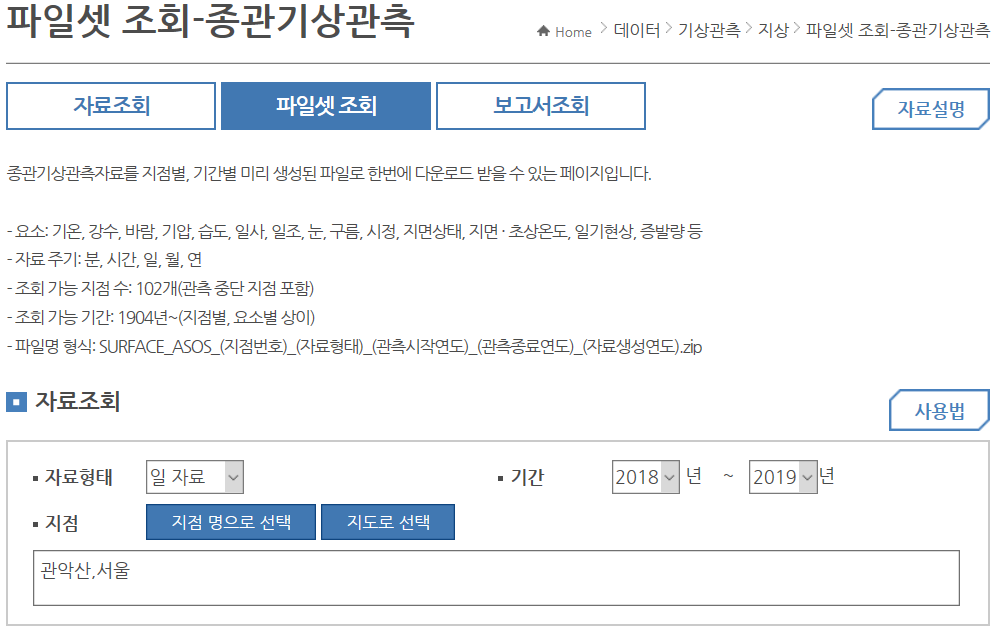 파일셋 조회-종관기상관측
Home > 데이터 > 기상관측 > 지상 > 파일셋 조회-종관기상관측
자료조회 파일셋 조회 보고서조회 자료설명
종관기상관측자료를 지점별, 기간별 미리 생성된 파일로 한번에 다운로드 받을 수 있는 페이지입니다.
- 요소: 기온, 강수, 바람, 기압, 습도, 일사, 일조, 눈, 구름, 시정, 지면상태, 지면 · 초상온도, 일기현상, 증발량 등
- 자료 주기: 분, 시간, 일, 월, 연
- 조회 가능 지점 수: 102개(관측 중단 지점 포함)
- 조회 가능 기간: 1904년~(지점별, 요소별 상이)
- 파일명 형식: SURFACE_ASOS_(지점번호)_(자료형태)_(관측시작연도)_(관측종료연도)_(자료생성연도).zip
자료조회 사용법
자료형태 일 자료 기간 2018 년 ~ 2019 년
지점 지점 명으로 선택 지도로 선택
관악산,서울